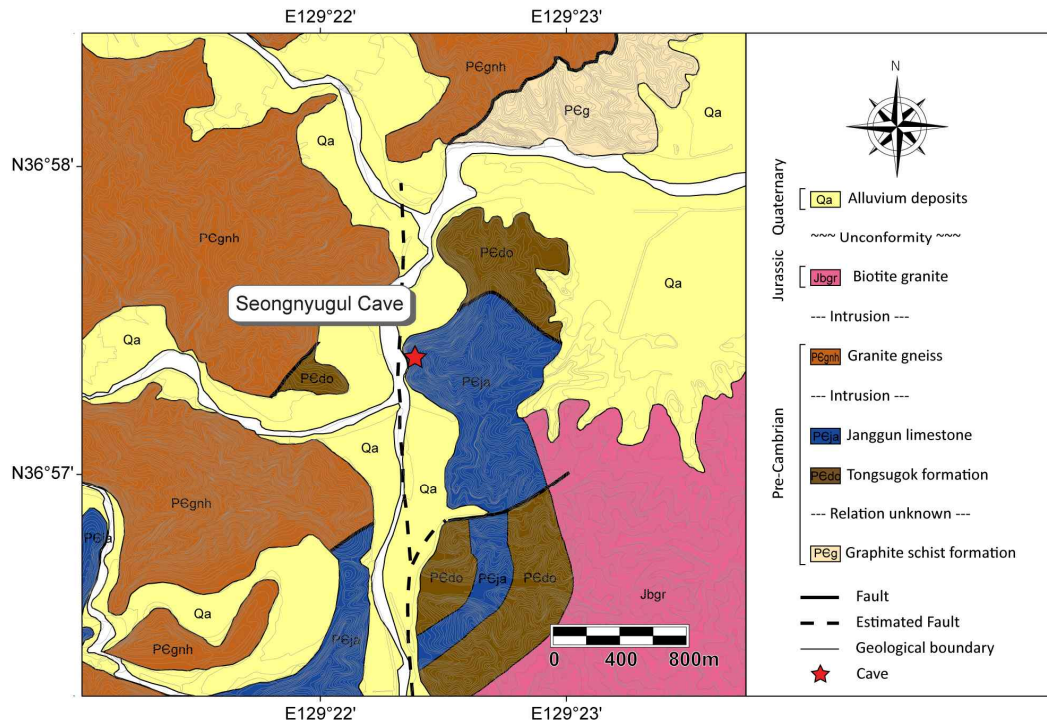 E129°22'
E129°23'
PЄgnh
PЄg
Qa
Qa
N36°58'
PЄgnh
PЄdo
Qa
Seongnyugul Cave
Qa
PЄdo
PЄja
Qa
N36°57'
Qa
PЄgnh
PЄja
PЄdo
PЄja
PЄdo
Jbgr
Qa
PЄja
PЄgnh
0 400 800m
E129°22'
E129°23'
N
Quaternary
Jurassic
Pre-Cambrian
Qa Alluvium deposits
~~~ Unconformity ~~~
Jbgr Biotite granite
--- Intrusion ---
PЄgnh Granite gneiss
--- Intrusion ---
PЄja Janggun limestone
PЄdo Tongsugok formation
--- Relation unknown ---
PЄg Graphite schist formation
Fault
Estimated Fault
Geological boundary
Cave